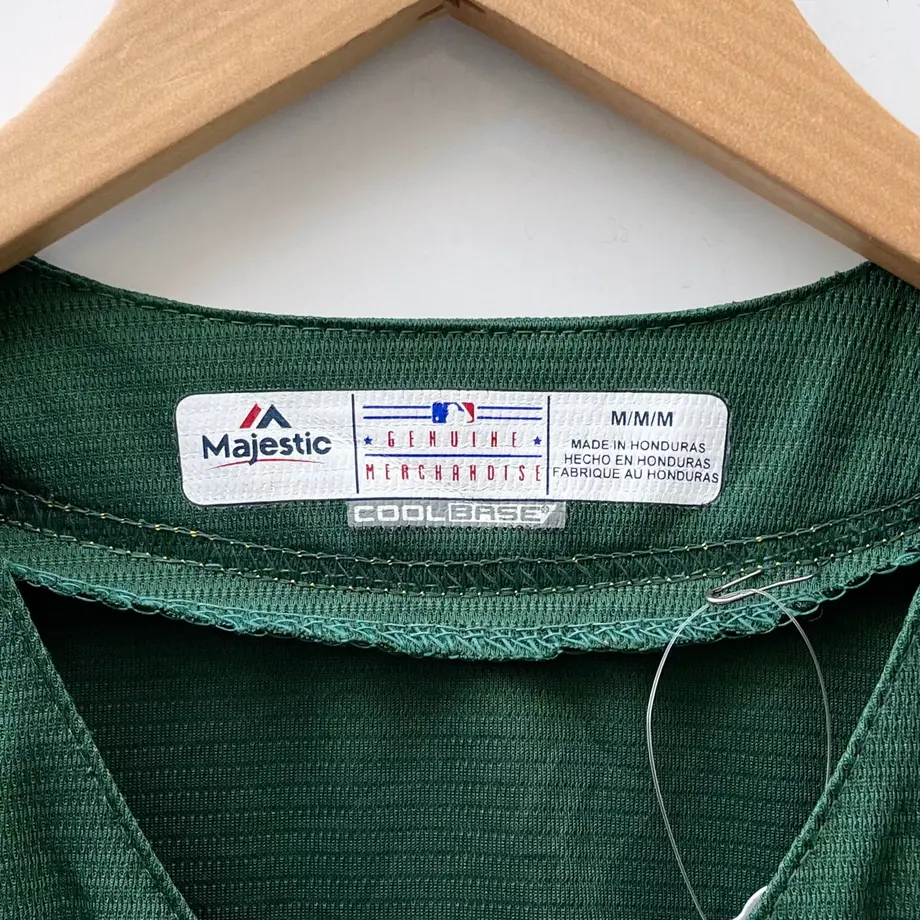 Majestic
GENUINE
MERCHANDISE
M/M/M
MADE IN HONDURAS
HECHO EN HONDURAS
FABRIQUE AU HONDURAS
COOLBASE